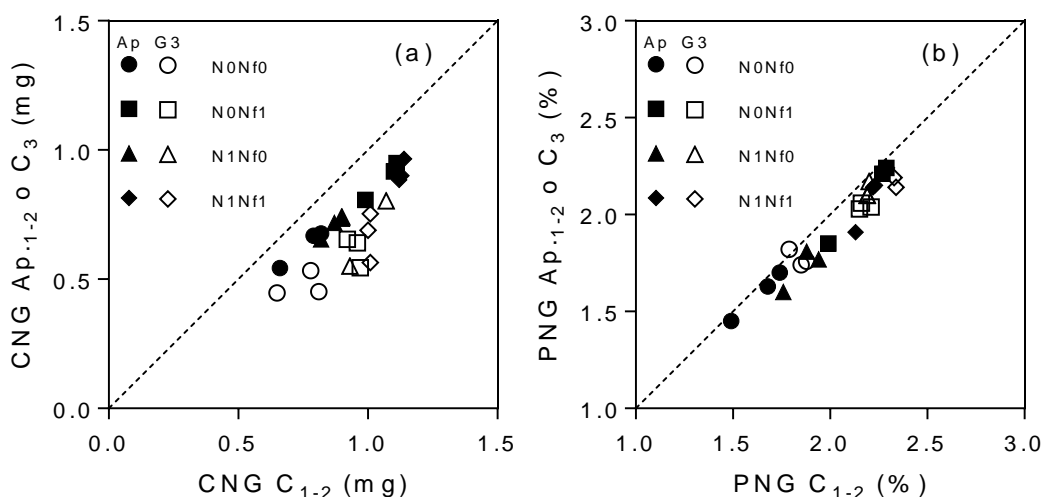 CNG Ap.1-2 o C3 (mg)
1.5
1.0
0.5
0.0
Ap G3
N0Nf0
N0Nf1
N1Nf0
N1Nf1
(a)
0.0 0.5 1.0 1.5
CNG C1-2 (mg)
PNG Ap.1-2 o C3 (%)
3.0
2.5
2.0
1.5
1.0
Ap G3
N0Nf0
N0Nf1
N1Nf0
N1Nf1
(b)
1.0 1.5 2.0 2.5 3.0
PNG C1-2 (%)